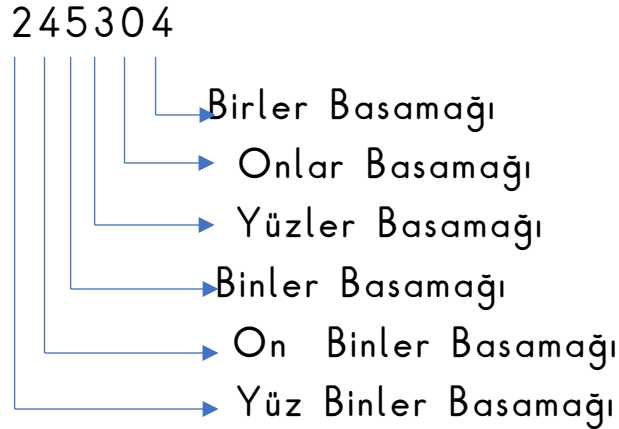 245304
Birler Basamağı
Onlar Basamağı
Yüzler Basamağı
Binler Basamağı
On Binler Basamağı
Yüz Binler Basamağı